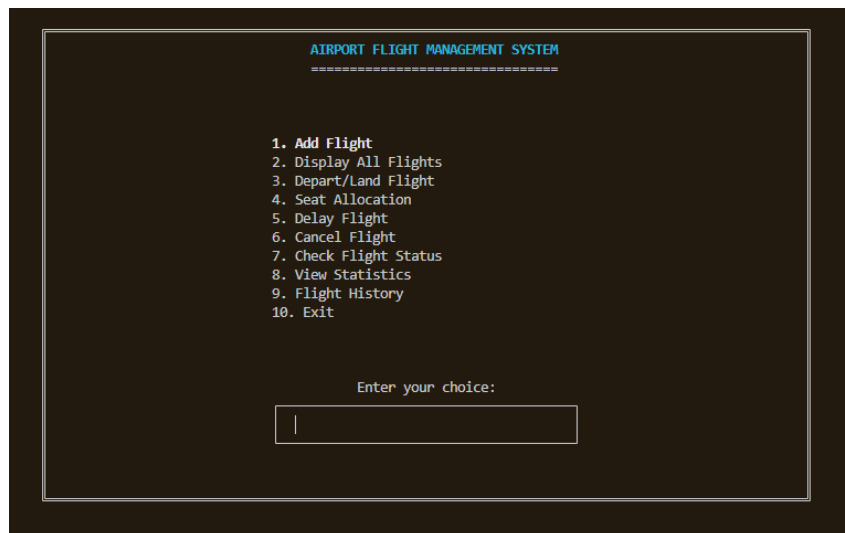 AIRPORT FLIGHT MANAGEMENT SYSTEM
================================
1. Add Flight
2. Display All Flights
3. Depart/Land Flight
4. Seat Allocation
5. Delay Flight
6. Cancel Flight
7. Check Flight Status
8. View Statistics
9. Flight History
10. Exit
Enter your choice: